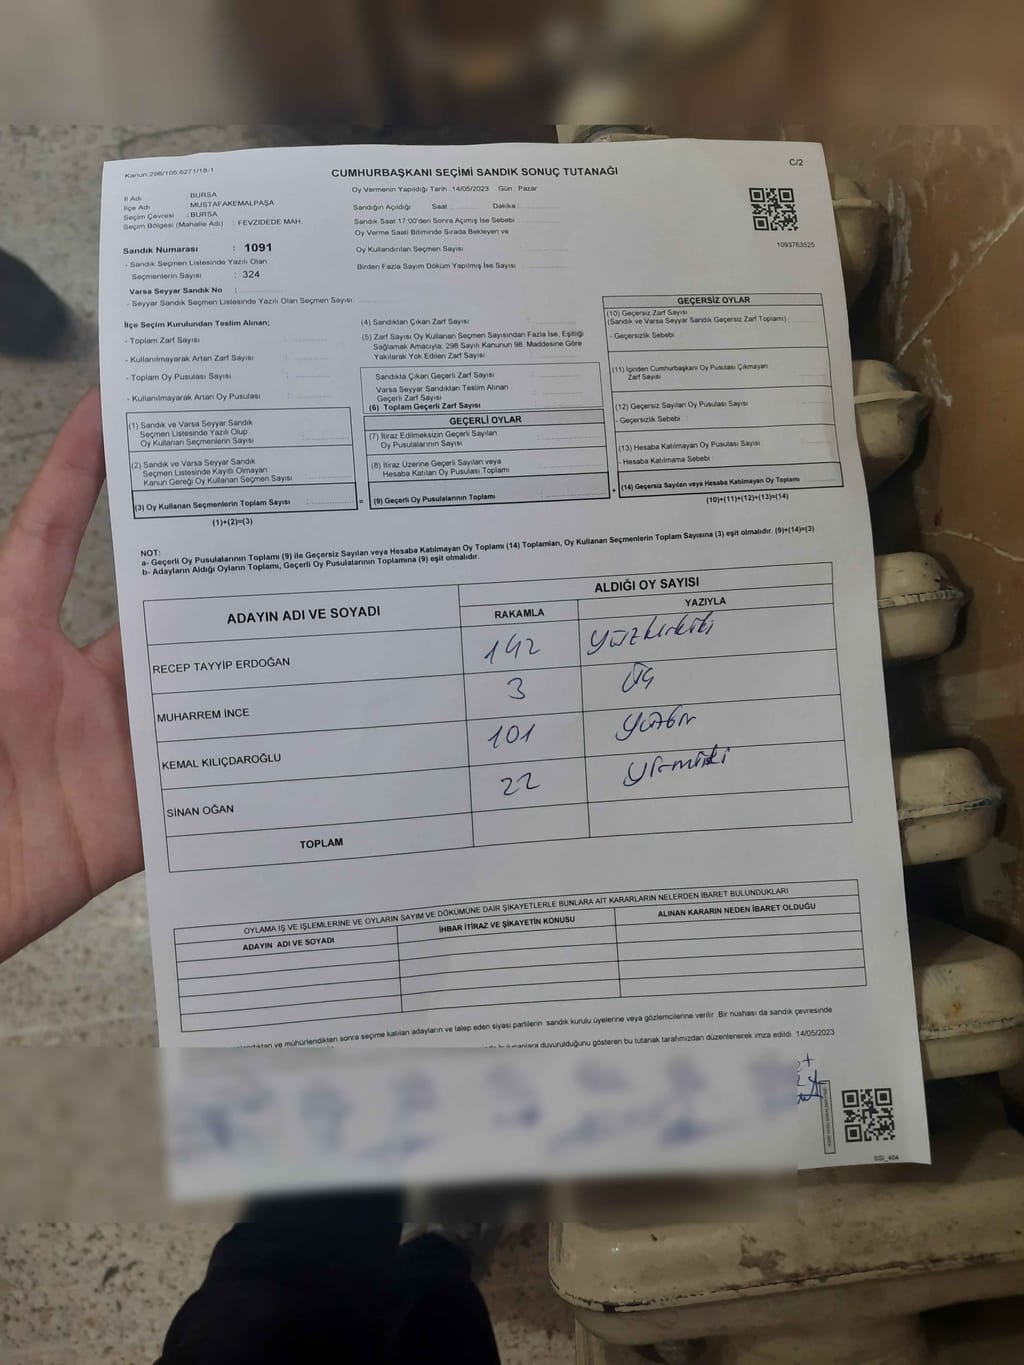 Kanun:298/105;6271/18-1
CUMHURBAŞKANI SEÇİMİ SANDIK SONUÇ TUTANAĞI
C/2
İl Adı : BURSA
İlçe Adı : MUSTAFAKEMALPAŞA
Seçim Çevresi : BURSA
Seçim Bölgesi (Mahalle Adı) : FEVZİDEDE MAH.
Sandık Numarası : 1091
- Sandık Seçmen Listesinde Yazılı Olan
Seçmenlerin Sayısı : 324
Varsa Seyyar Sandık No :
- Seyyar Sandık Seçmen Listesinde Yazılı Olan Seçmen Sayısı:
Oy Vermenin Yapıldığı Tarih : 14/05/2023 Gün : Pazar
Sandığın Açıldığı Saat : Dakika :
Sandık Saat 17:00'den Sonra Açımış İse Sebebi :
Oy Verme Saati Bitiminde Sırada Bekleyen ve
Oy Kullandırılan Seçmen Sayısı :
Birden Fazla Sayım Döküm Yapılmış İse Sayısı :
1093763525
İlçe Seçim Kurulundan Teslim Alınan;
- Toplam Zarf Sayısı :
- Kullanılmayarak Artan Zarf Sayısı :
- Toplam Oy Pusulası Sayısı :
- Kullanılmayarak Artan Oy Pusulası :
(1) Sandık ve Varsa Seyyar Sandık
Seçmen Listesinde Yazılı Olup
Oy Kullanan Seçmenlerin Sayısı :
(2) Sandık ve Varsa Seyyar Sandık
Seçmen Listesinde Kayıtlı Olmayan
Kanun Gereği Oy Kullanan Seçmen Sayısı :
(3) Oy Kullanan Seçmenlerin Toplam Sayısı : =
(1)+(2)=(3)
(4) Sandıktan Çıkan Zarf Sayısı :
(5) Zarf Sayısı Oy Kullanan Seçmen Sayısından Fazla İse, Eşitliği
Sağlamak Amacıyla; 298 Sayılı Kanunun 98. Maddesine Göre
Yakılarak Yok Edilen Zarf Sayısı :
Sandıkta Çıkan Geçerli Zarf Sayısı :
Varsa Seyyar Sandıktan Teslim Alınan
Geçerli Zarf Sayısı :
(6) Toplam Geçerli Zarf Sayısı :
GEÇERLİ OYLAR
(7) İtiraz Edilmeksizin Geçerli Sayılan
Oy Pusulalarının Sayısı :
(8) İtiraz Üzerine Geçerli Sayılan veya
Hesaba Katılan Oy Pusulası Toplamı :
(9) Geçerli Oy Pusulalarının Toplamı : +
GEÇERSİZ OYLAR
(10) Geçersiz Zarf Sayısı
(Sandık ve Varsa Seyyar Sandık Geçersiz Zarf Toplamı) :
- Geçersizlik Sebebi :
(11) İçinden Cumhurbaşkanı Oy Pusulası Çıkmayan
Zarf Sayısı :
(12) Geçersiz Sayılan Oy Pusulası Sayısı :
- Geçersizlik Sebebi :
(13) Hesaba Katılmayan Oy Pusulası Sayısı :
- Hesaba Katılmama Sebebi :
(14) Geçersiz Sayılan veya Hesaba Katılmayan Oy Toplamı :
(10)+(11)+(12)+(13)=(14)
NOT:
a- Geçerli Oy Pusulalarının Toplamı (9) ile Geçersiz Sayılan veya Hesaba Katılmayan Oy Toplamı (14) Toplamları, Oy Kullanan Seçmenlerin Toplam Sayısına (3) eşit olmalıdır. (9)+(14)=(3)
b- Adayların Aldığı Oyların Toplamı, Geçerli Oy Pusulalarının Toplamına (9) eşit olmalıdır.
ADAYIN ADI VE SOYADI
ALDIĞI OY SAYISI
RAKAMLA YAZIYLA
RECEP TAYYİP ERDOĞAN 142 yüzkırkiki
MUHARREM İNCE 3 üç
KEMAL KILIÇDAROĞLU 101 yüzbir
SİNAN OĞAN 22 yirmiiki
TOPLAM
OYLAMA İŞ VE İŞLEMLERİNE VE OYLARIN SAYIM VE DÖKÜMÜNE DAİR ŞİKAYETLERLE BUNLARA AİT KARARLARIN NELERDEN İBARET BULUNDUKLARI
ADAYIN ADI VE SOYADI
İHBAR İTİRAZ VE ŞİKAYETİN KONUSU
ALINAN KARARIN NEDEN İBARET OLDUĞU
ve mühürlendikten sonra seçime katılan adayların ve talep eden siyasi partilerin sandık kurulu üyelerine veya gözlemcilerine verilir. Bir nüshası da sandık çevresinde
duyurulduğunu gösteren bu tutanak tarafımızdan düzenlenerek imza edildi. 14/05/2023
SSİ_404